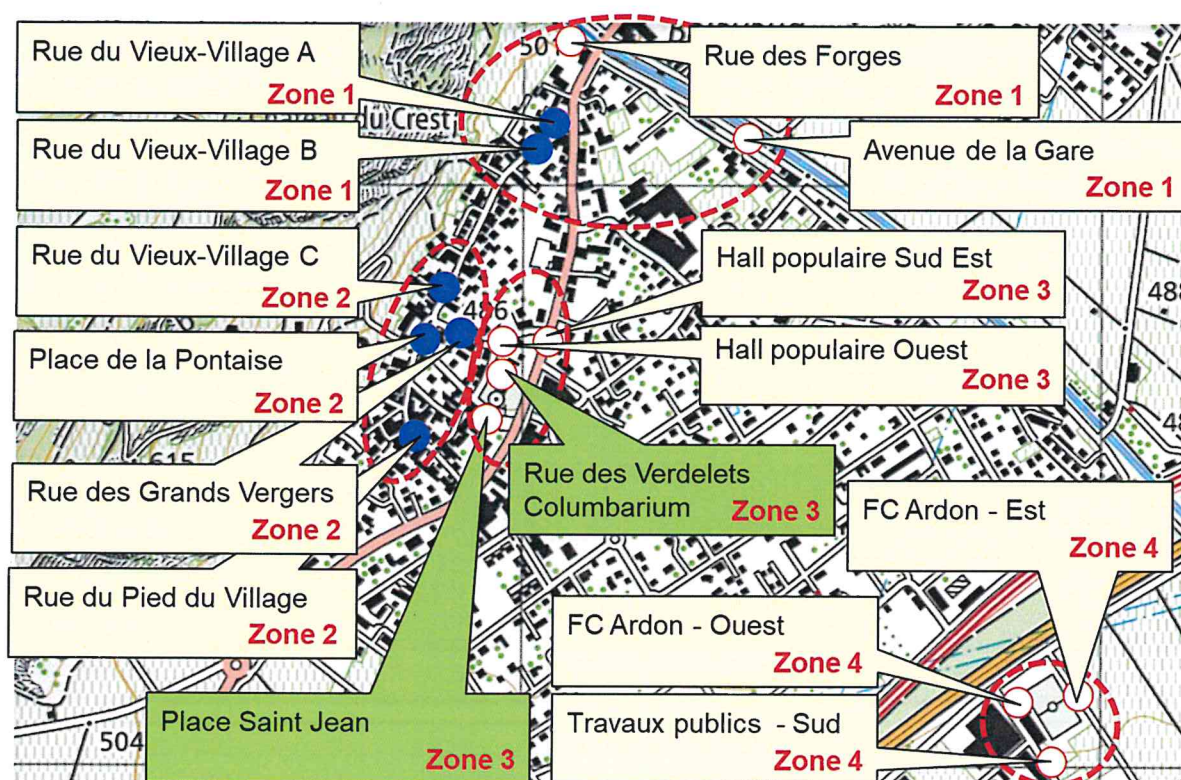 Rue du Vieux-Village A
Zone 1
Rue des Forges
Zone 1
501
du Crest
Rue du Vieux-Village B
Zone 1
Avenue de la Gare
Zone 1
Rue du Vieux-Village C
Zone 2
Hall populaire Sud Est
Zone 3
486
488
Place de la Pontaise
Zone 2
Hall populaire Ouest
Zone 3
615
Rue des Grands Vergers
Zone 2
Rue des Verdelets
Columbarium Zone 3
FC Ardon - Est
Zone 4
Rue du Pied du Village
Zone 2
FC Ardon - Ouest
Zone 4
Place Saint Jean
Zone 3
Travaux publics - Sud
Zone 4
504